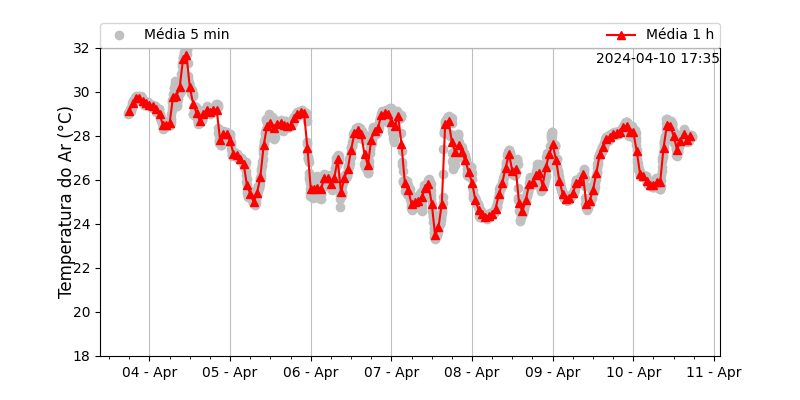 Média 5 min
Média 1 h
2024-04-10 17:35
Temperatura do Ar (°C)
32
30
28
26
24
22
20
18
04 - Apr
05 - Apr
06 - Apr
07 - Apr
08 - Apr
09 - Apr
10 - Apr
11 - Apr